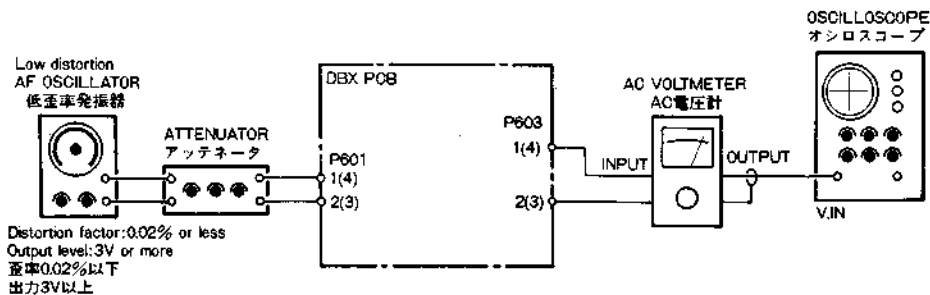 OSCILLOSCOPE
オシロスコープ
Low distortion
AF OSCILLATOR
低歪率発振器
ATTENUATOR
アッテネータ
DBX PCB
P601
1(4)
2(3)
P603
1(4)
2(3)
AC VOLTMETER
AC電圧計
INPUT
OUTPUT
V.IN
Distortion factor:0.02% or less
Output level:3V or more
歪率0.02%以下
出力3V以上